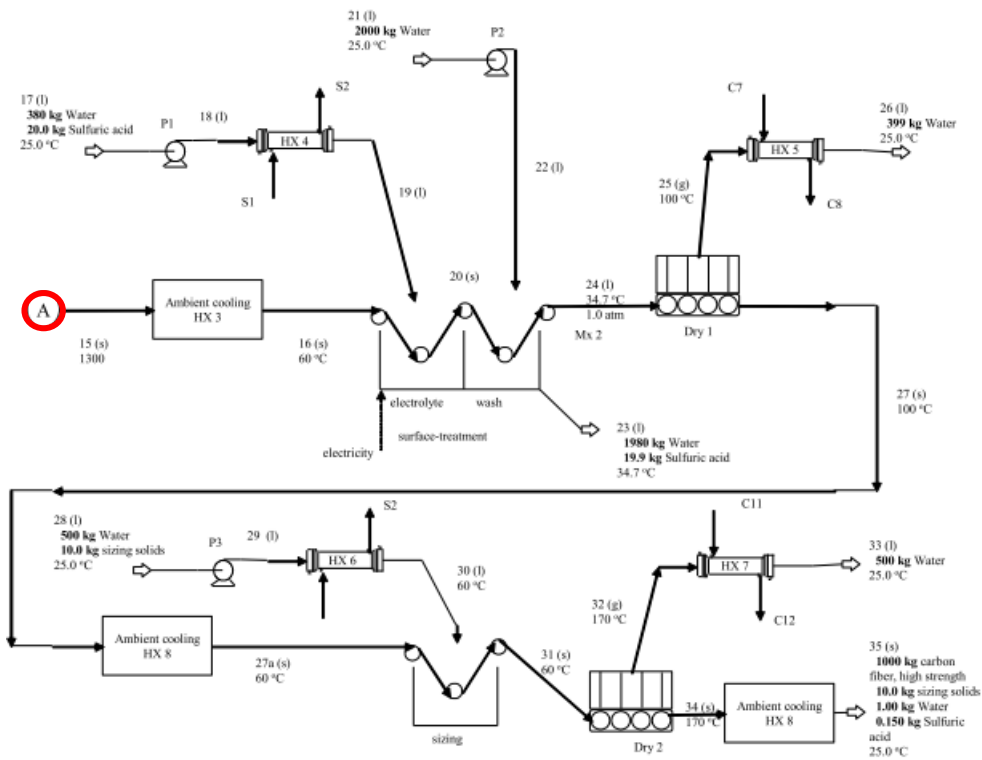 21 (l)
2000 kg Water
25.0 °C
P2
17 (l)
380 kg Water
20.0 kg Sulfuric acid
25.0 °C
P1
18 (l)
S2
HX 4
S1
19 (l)
22 (l)
C7
HX 5
C8
26 (l)
399 kg Water
25.0 °C
25 (g)
100 °C
A
15 (s)
1300
Ambient cooling
HX 3
16 (s)
60 °C
20 (s)
24 (l)
34.7 °C
1.0 atm
Mx 2
Dry 1
electrolyte
wash
surface-treatment
electricity
23 (l)
1980 kg Water
19.9 kg Sulfuric acid
34.7 °C
27 (s)
100 °C
28 (l)
500 kg Water
10.0 kg sizing solids
25.0 °C
P3
29 (l)
S2
HX 6
30 (l)
60 °C
C11
HX 7
C12
33 (l)
500 kg Water
25.0 °C
32 (g)
170 °C
Ambient cooling
HX 8
27a (s)
60 °C
sizing
31 (s)
60 °C
Dry 2
34 (s)
170 °C
Ambient cooling
HX 8
35 (s)
1000 kg carbon
fiber, high strength
10.0 kg sizing solids
1.00 kg Water
0.150 kg Sulfuric
acid
25.0 °C